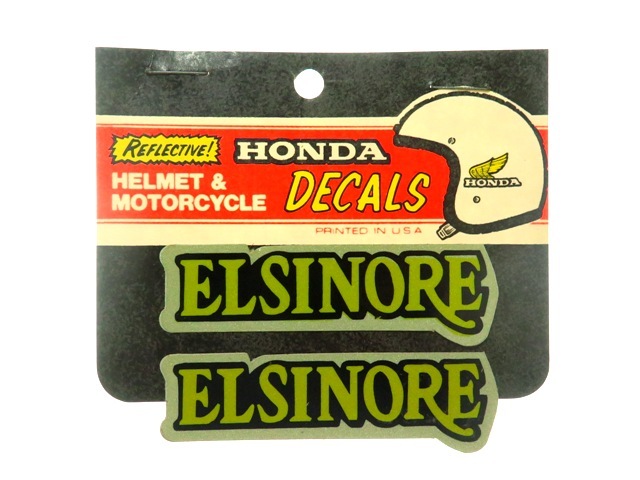 REFLECTIVE! HONDA
HELMET & DECALS
MOTORCYCLE
HONDA
PRINTED IN U.S.A
ELSINORE
ELSINORE